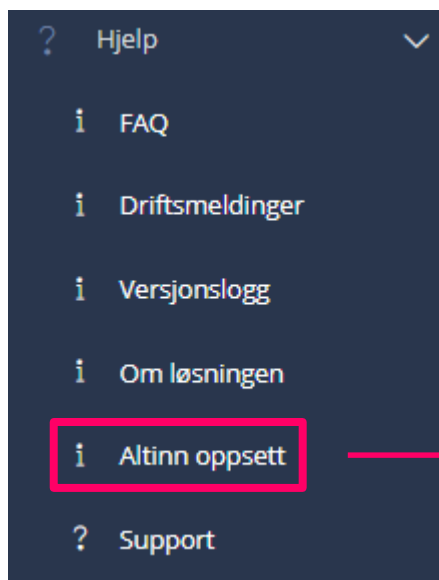 ? Hjelp
i FAQ
i Driftsmeldinger
i Versjonslogg
i Om løsningen
i Altinn oppsett
? Support